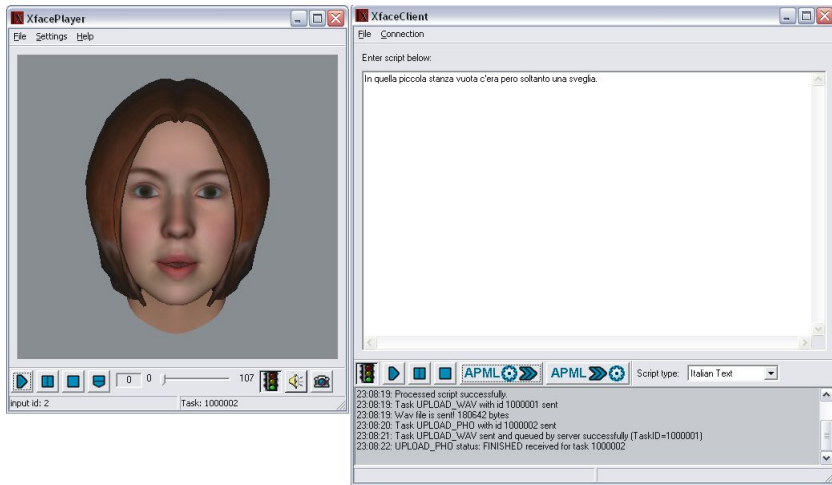 XfacePlayer
File Settings Help
0 0 107
input id: 2 Task: 1000002
XfaceClient
File Connection
Enter script below:
In quella piccola stanza vuota c'era pero soltanto una sveglia.
APML APML Script type: Italian Text
23:08:19: Processed script successfully.
23:08:19: Task UPLOAD_WAV with id 1000001 sent
23:08:19: Wav file is sent! 180642 bytes
23:08:20: Task UPLOAD_PHO with id 1000002 sent
23:08:21: Task UPLOAD_WAV sent and queued by server successfully (TaskID=1000001)
23:08:22: UPLOAD_PHO status: FINISHED received for task 1000002